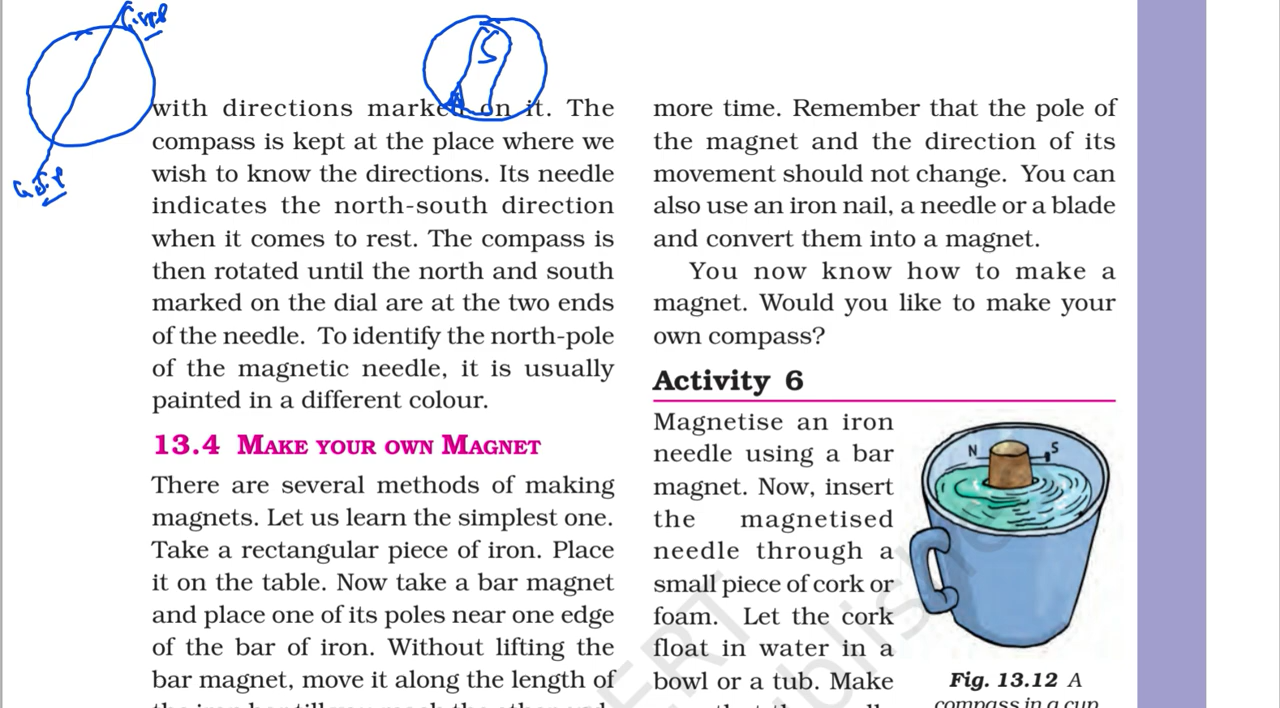 G.N.P
G.S.P
S
with directions marked on it. The
compass is kept at the place where we
wish to know the directions. Its needle
indicates the north-south direction
when it comes to rest. The compass is
then rotated until the north and south
marked on the dial are at the two ends
of the needle. To identify the north-pole
of the magnetic needle, it is usually
painted in a different colour.
13.4 MAKE YOUR OWN MAGNET
There are several methods of making
magnets. Let us learn the simplest one.
Take a rectangular piece of iron. Place
it on the table. Now take a bar magnet
and place one of its poles near one edge
of the bar of iron. Without lifting the
bar magnet, move it along the length of
more time. Remember that the pole of
the magnet and the direction of its
movement should not change. You can
also use an iron nail, a needle or a blade
and convert them into a magnet.
You now know how to make a
magnet. Would you like to make your
own compass?
Activity 6
Magnetise an iron
needle using a bar
magnet. Now, insert
the magnetised
needle through a
small piece of cork or
foam. Let the cork
float in water in a
bowl or a tub. Make
N S
Fig. 13.12 A
compass in a cup